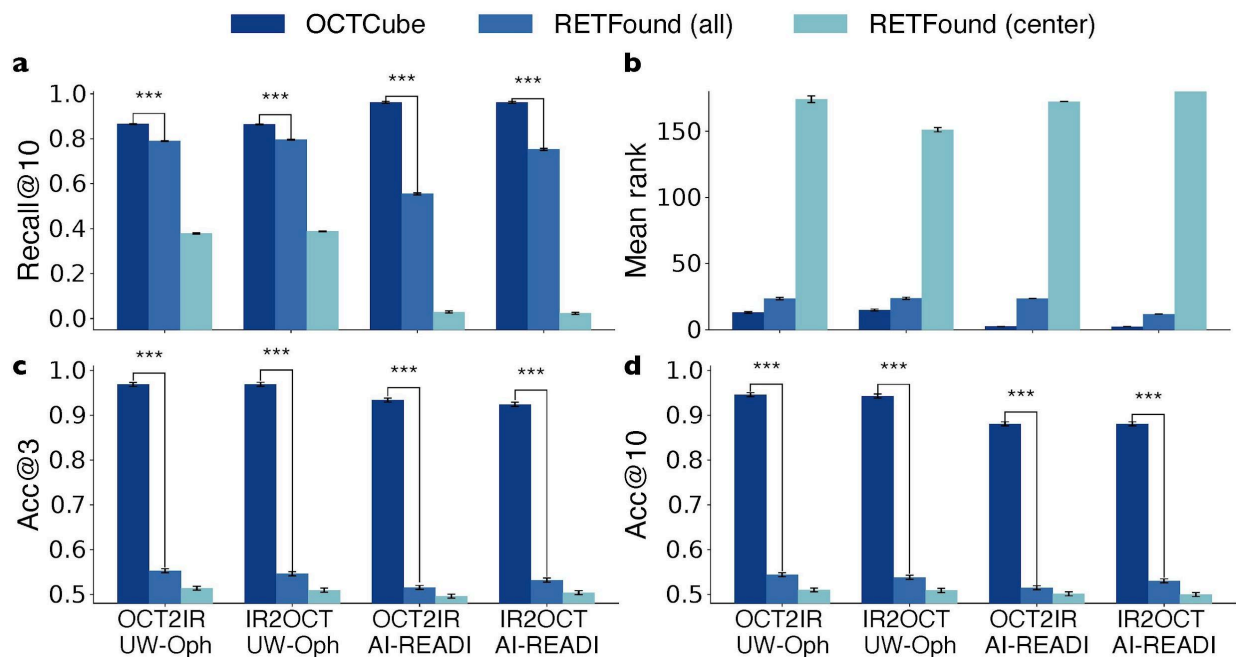 OCTCube RETFound (all) RETFound (center)
a
Recall@10
1.0
0.8
0.6
0.4
0.2
0.0
*** *** *** ***
b
Mean rank
150
100
50
0
c
Acc@3
1.0
0.9
0.8
0.7
0.6
0.5
*** *** *** ***
OCT2IR IR2OCT OCT2IR IR2OCT
UW-Oph UW-Oph AI-READI AI-READI
d
Acc@10
1.0
0.9
0.8
0.7
0.6
0.5
*** *** *** ***
OCT2IR IR2OCT OCT2IR IR2OCT
UW-Oph UW-Oph AI-READI AI-READI